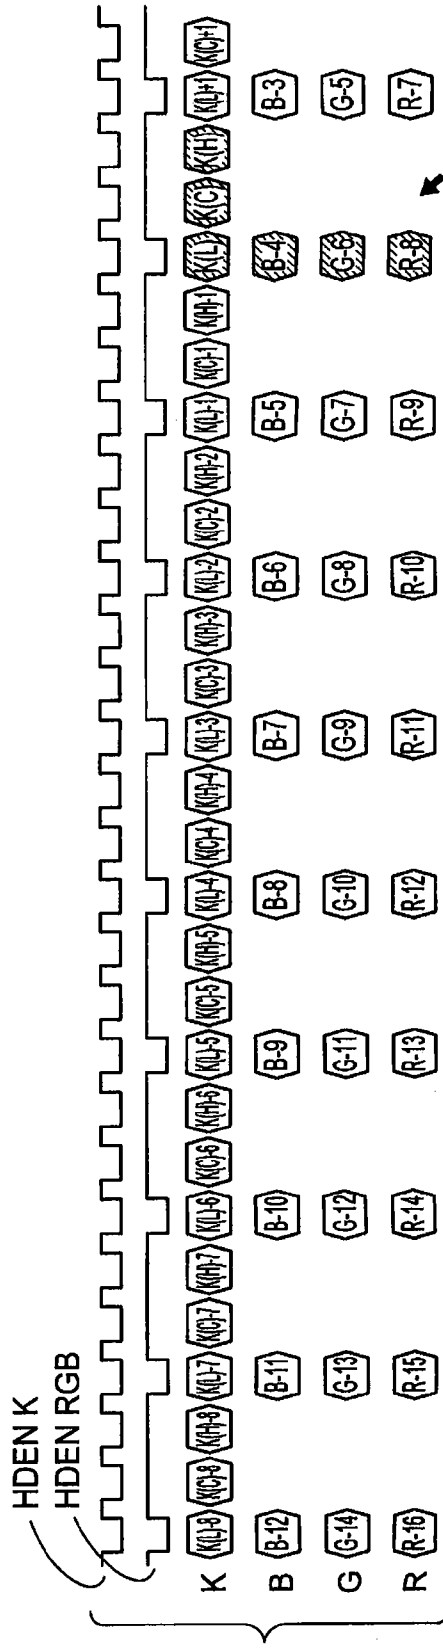 HDEN K
HDEN RGB
K K(L)-8 K(C)-8 K(H)-8 K(L)-7 K(C)-7 K(H)-7 K(L)-6 K(C)-6 K(H)-6 K(L)-5 K(C)-5 K(H)-5 K(L)-4 K(C)-4 K(H)-4 K(L)-3 K(C)-3 K(H)-3 K(L)-2 K(C)-2 K(H)-2 K(L)-1 K(C)-1 K(H)-1 K(L) K(C) K(H) K(L)+1 K(C)+1
B B-12 B-11 B-10 B-9 B-8 B-7 B-6 B-5 B-4 B-3
G G-14 G-13 G-12 G-11 G-10 G-9 G-8 G-7 G-6 G-5
R R-16 R-15 R-14 R-13 R-12 R-11 R-10 R-9 R-8 R-7